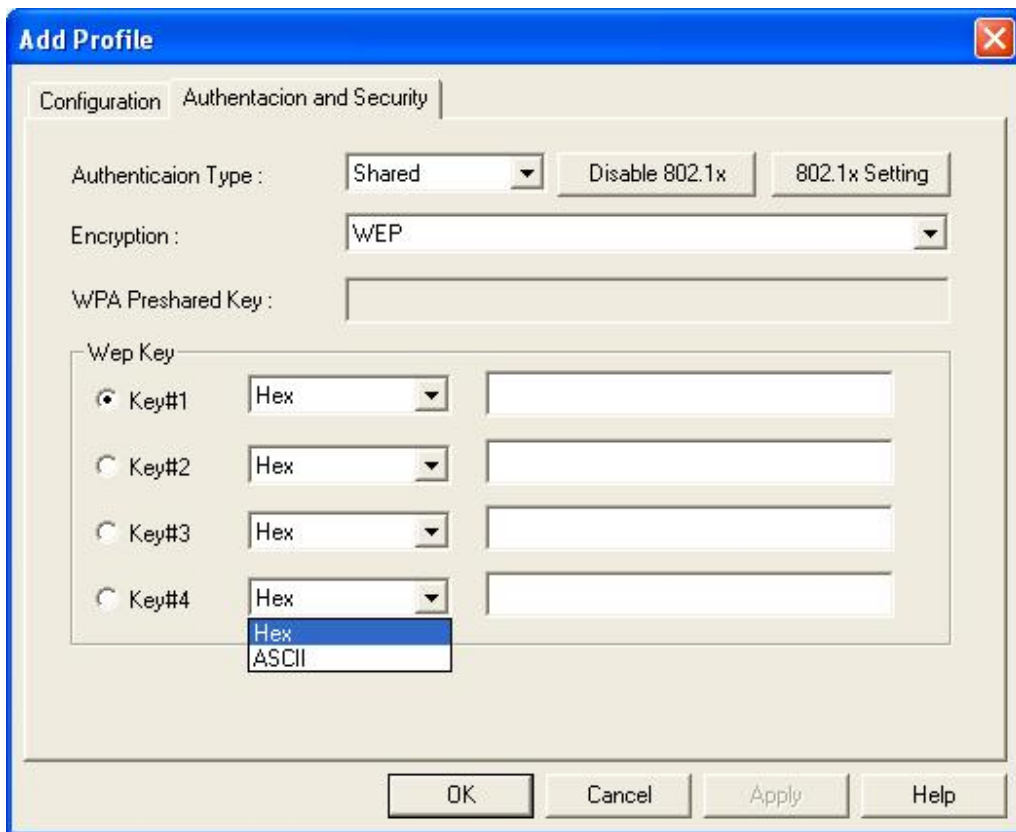 Add Profile
Configuration Authentacion and Security
Authenticaion Type : Shared Disable 802.1x 802.1x Setting
Encryption : WEP
WPA Preshared Key :
Wep Key
Key#1 Hex
Key#2 Hex
Key#3 Hex
Key#4 Hex
Hex
ASCII
OK Cancel Apply Help